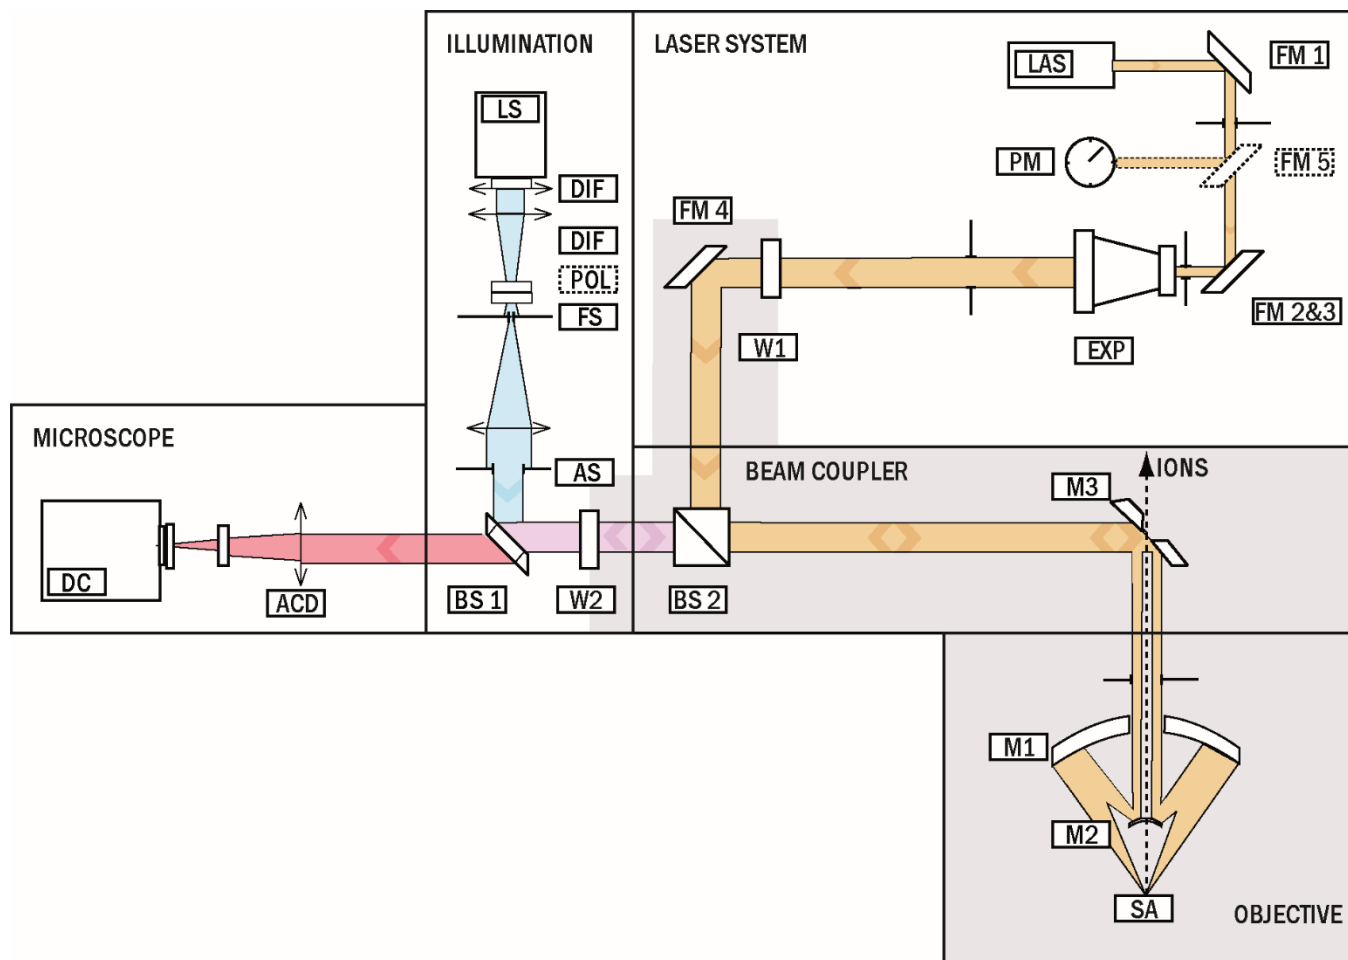 ILLUMINATION
LASER SYSTEM
LS
LAS
FM 1
PM
FM 5
DIF
FM 4
DIF
POL
FS
FM 2&3
W1
EXP
MICROSCOPE
AS
BEAM COUPLER
IONS
M3
DC
ACD
BS 1
W2
BS 2
M1
M2
SA
OBJECTIVE